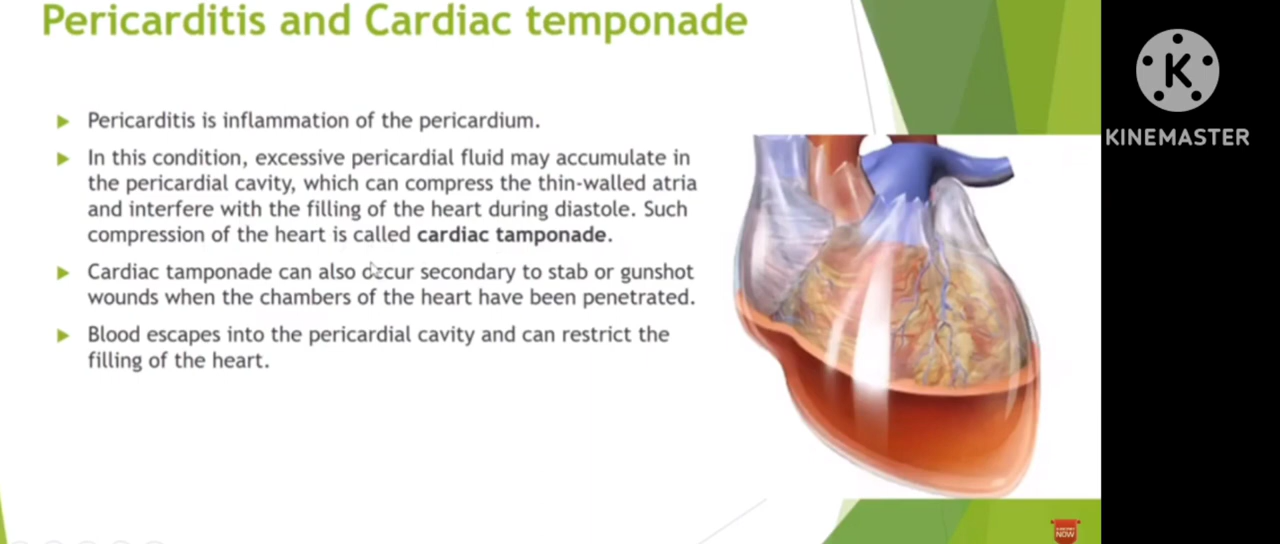 Pericarditis and Cardiac temponade
KINEMASTER
Pericarditis is inflammation of the pericardium.
In this condition, excessive pericardial fluid may accumulate in
the pericardial cavity, which can compress the thin-walled atria
and interfere with the filling of the heart during diastole. Such
compression of the heart is called cardiac tamponade.
Cardiac tamponade can also occur secondary to stab or gunshot
wounds when the chambers of the heart have been penetrated.
Blood escapes into the pericardial cavity and can restrict the
filling of the heart.
NOW